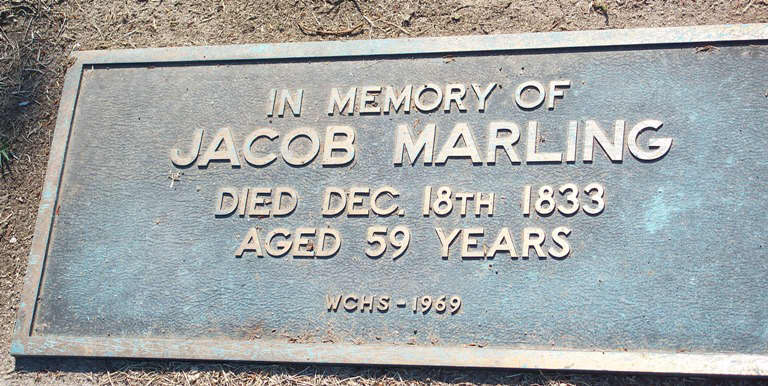 IN MEMORY OF
JACOB MARLING
DIED DEC. 18TH 1833
AGED 59 YEARS
WCHS - 1969